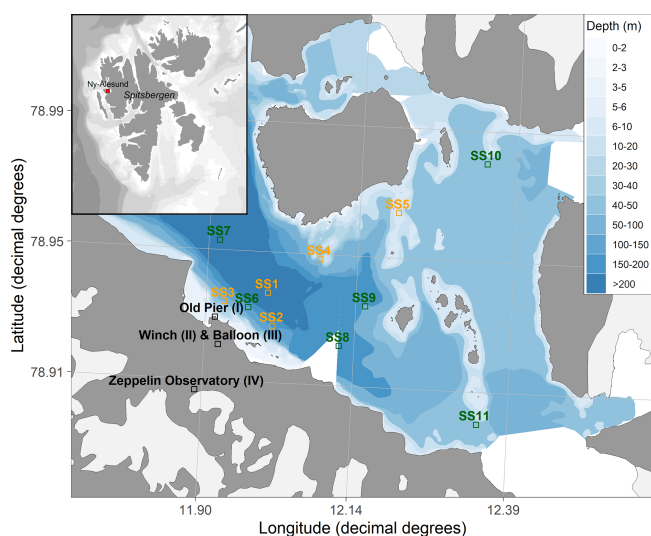 Ny-Ålesund
Spitsbergen
Depth (m)
0-2
2-3
3-5
5-6
6-10
10-20
20-30
30-40
40-50
50-100
100-150
150-200
>200
78.99
78.95
78.91
Latitude (decimal degrees)
SS10
SS5
SS7
SS4
SS1
SS3
SS6
SS9
Old Pier (I)
SS2
Winch (II) & Balloon (III)
SS8
Zeppelin Observatory (IV)
SS11
11.90
12.14
12.39
Longitude (decimal degrees)